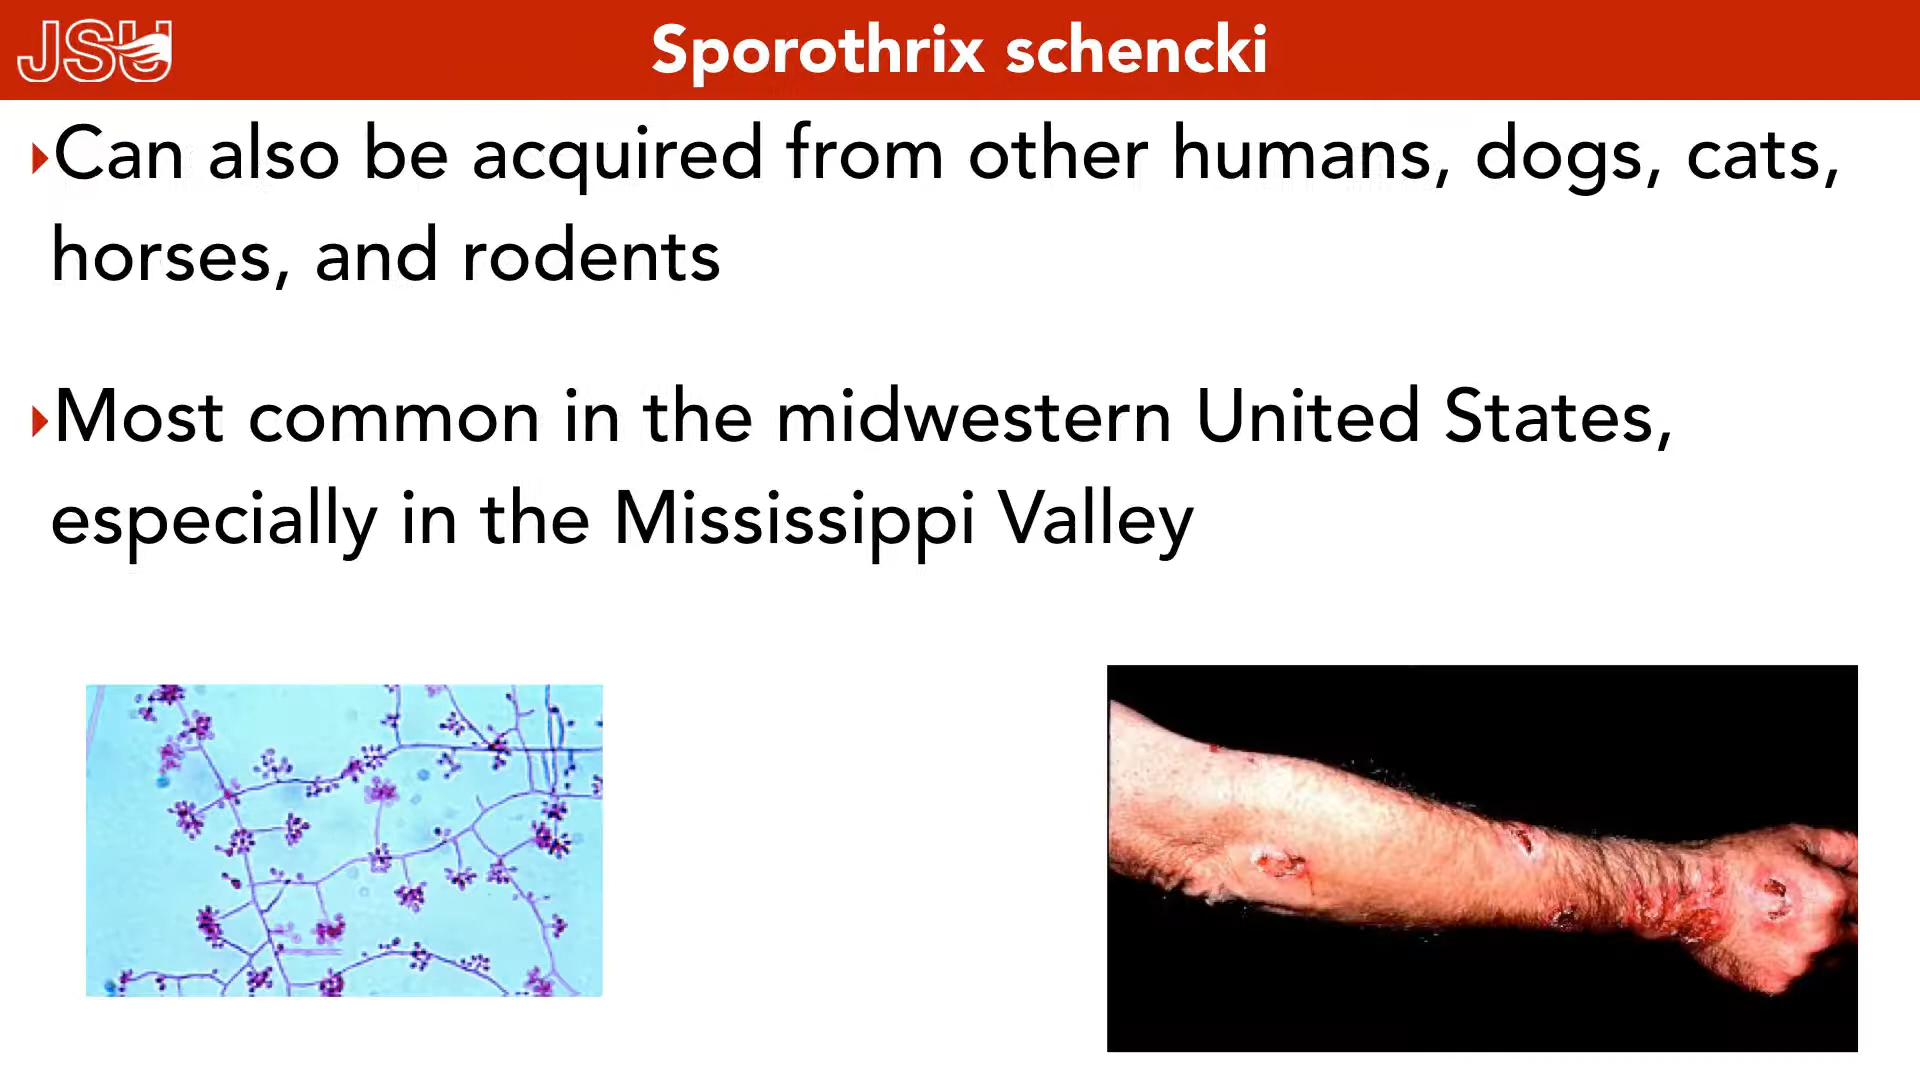 JSU
Sporothrix schencki
Can also be acquired from other humans, dogs, cats,
horses, and rodents
Most common in the midwestern United States,
especially in the Mississippi Valley